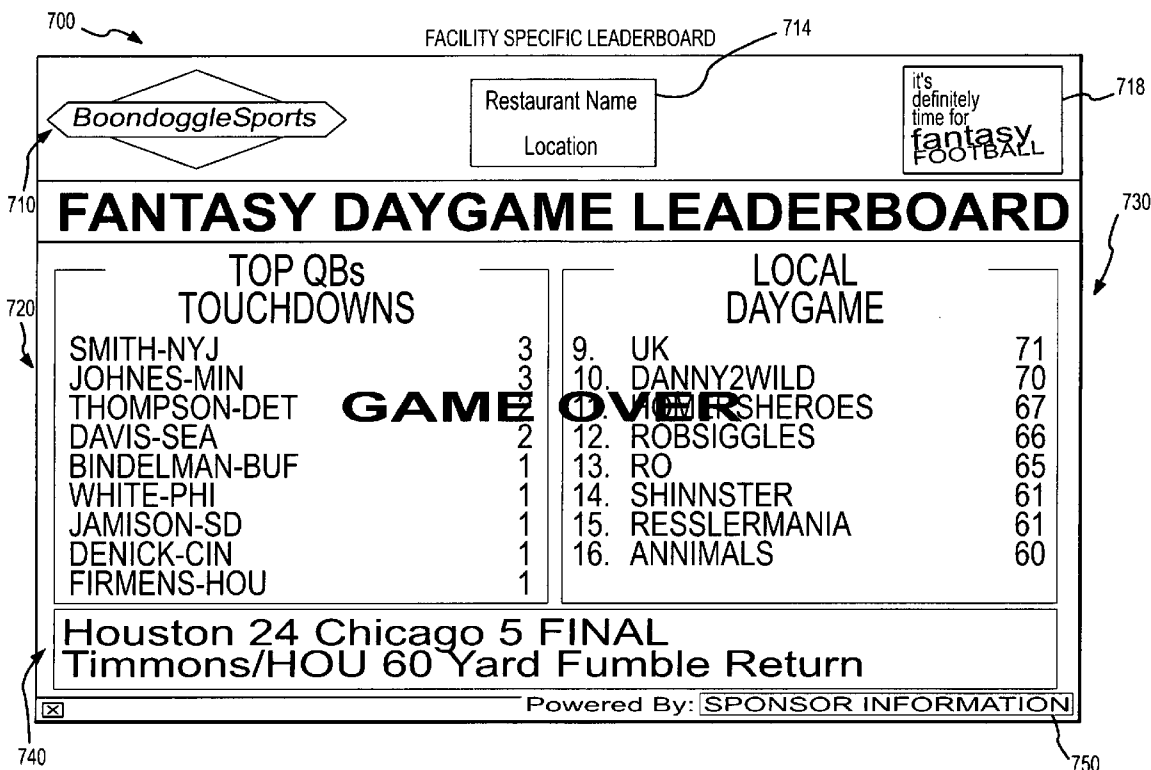 700
FACILITY SPECIFIC LEADERBOARD
714
BoondoggleSports
Restaurant Name
Location
it's
definitely
time for
fantasy
FOOTBALL
718
710
FANTASY DAYGAME LEADERBOARD
730
720
TOP QBs
TOUCHDOWNS
SMITH-NYJ 3
JOHNES-MIN 3
THOMPSON-DET 2
DAVIS-SEA 2
BINDELMAN-BUF 1
WHITE-PHI 1
JAMISON-SD 1
DENICK-CIN 1
FIRMENS-HOU 1
LOCAL
DAYGAME
9. UK 71
10. DANNY2WILD 70
11. SHEROES 67
12. ROBSIGGLES 66
13. RO 65
14. SHINNSTER 61
15. RESSLERMANIA 61
16. ANNIMALS 60
GAME OVER
Houston 24 Chicago 5 FINAL
Timmons/HOU 60 Yard Fumble Return
Powered By: SPONSOR INFORMATION
740
750